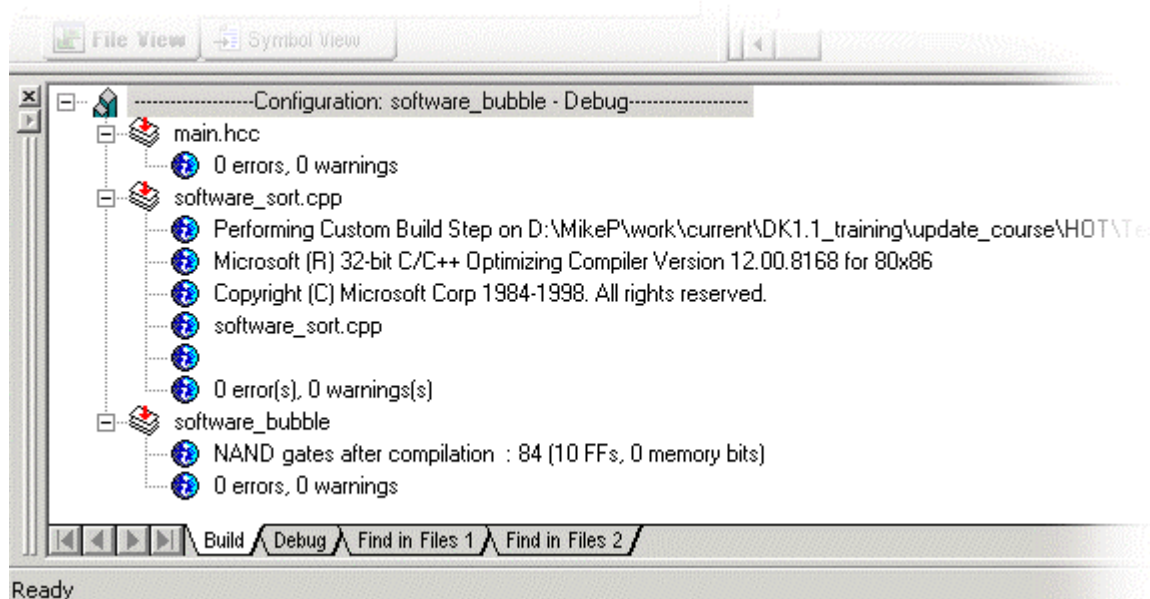 File View
Symbol View
--------------------Configuration: software_bubble - Debug--------------------
main.hcc
0 errors, 0 warnings
software_sort.cpp
Performing Custom Build Step on D:\MikeP\work\current\DK1.1_training\update_course\HOT\Te
Microsoft (R) 32-bit C/C++ Optimizing Compiler Version 12.00.8168 for 80x86
Copyright (C) Microsoft Corp 1984-1998. All rights reserved.
software_sort.cpp
0 error(s), 0 warnings(s)
software_bubble
NAND gates after compilation : 84 (10 FFs, 0 memory bits)
0 errors, 0 warnings
Build Debug Find in Files 1 Find in Files 2
Ready